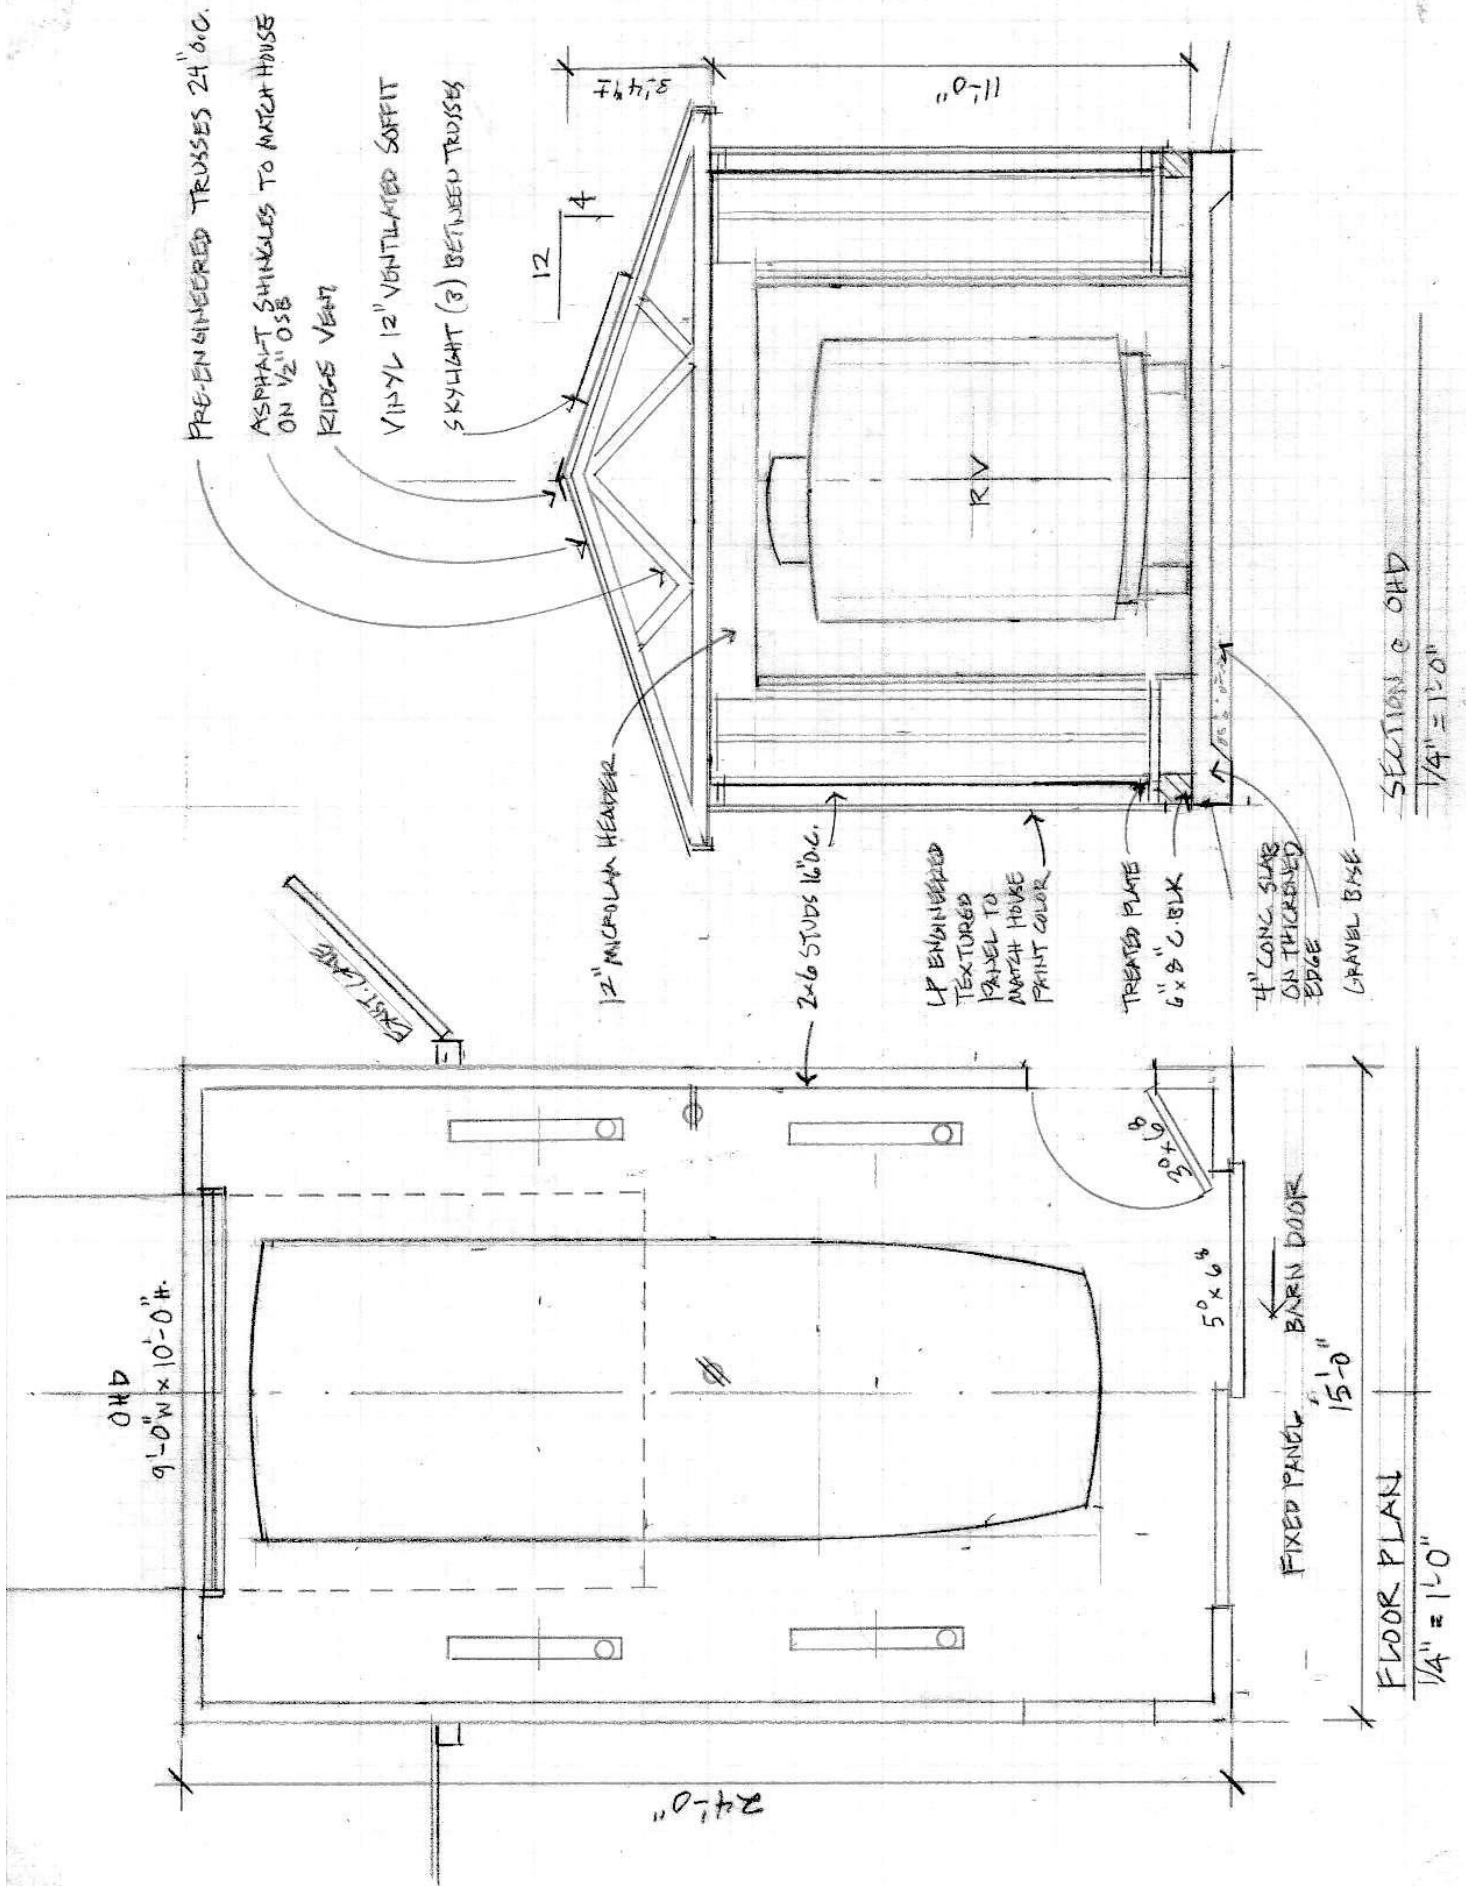 PRE-ENGINEERED TRUSSES 24" O.C.
ASPHALT SHINGLES TO MATCH HOUSE
ON 1/2" OSB
RIDGE VENT
VINYL 12" VENTILATED SOFFIT
SKYLIGHT (3) BETWEEN TRUSSES
12
4
3'-4"±
11'-0"
RV
12" MICROLAM HEADER
2x6 STUDS 16" O.C.
LP ENGINEERED
TEXTURED
PANEL TO
MATCH HOUSE
PAINT COLOR
TREATED PLATE
6"x8" C.BLK
4" CONC. SLAB
ON THICKENED
EDGE
GRAVEL BASE
SECTION @ OHD
1/4" = 1'-0"
OHD
9'-0"W x 10'-0"H.
EXIST. GATE
3⁰x6⁸
5⁰x6⁸
FIXED PANEL
BARN DOOR
15'-0"
24'-0"
FLOOR PLAN
1/4" = 1'-0"